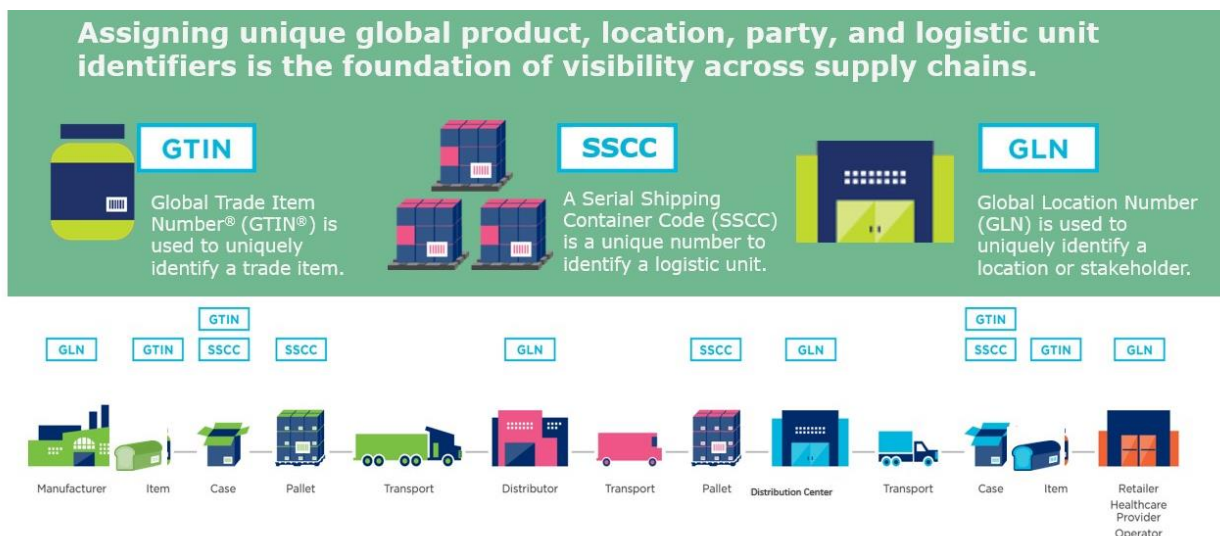 Assigning unique global product, location, party, and logistic unit
identifiers is the foundation of visibility across supply chains.
GTIN
Global Trade Item
Number® (GTIN®) is
used to uniquely
identify a trade item.
SSCC
A Serial Shipping
Container Code (SSCC)
is a unique number to
identify a logistic unit.
GLN
Global Location Number
(GLN) is used to
uniquely identify a
location or stakeholder.
GTIN
GTIN
GLN
GTIN
SSCC
SSCC
GLN
SSCC
GLN
SSCC
GTIN
GLN
Manufacturer
Item
Case
Pallet
Transport
Distributor
Transport
Pallet
Distribution Center
Transport
Case
Item
Retailer
Healthcare
Provider
Operator